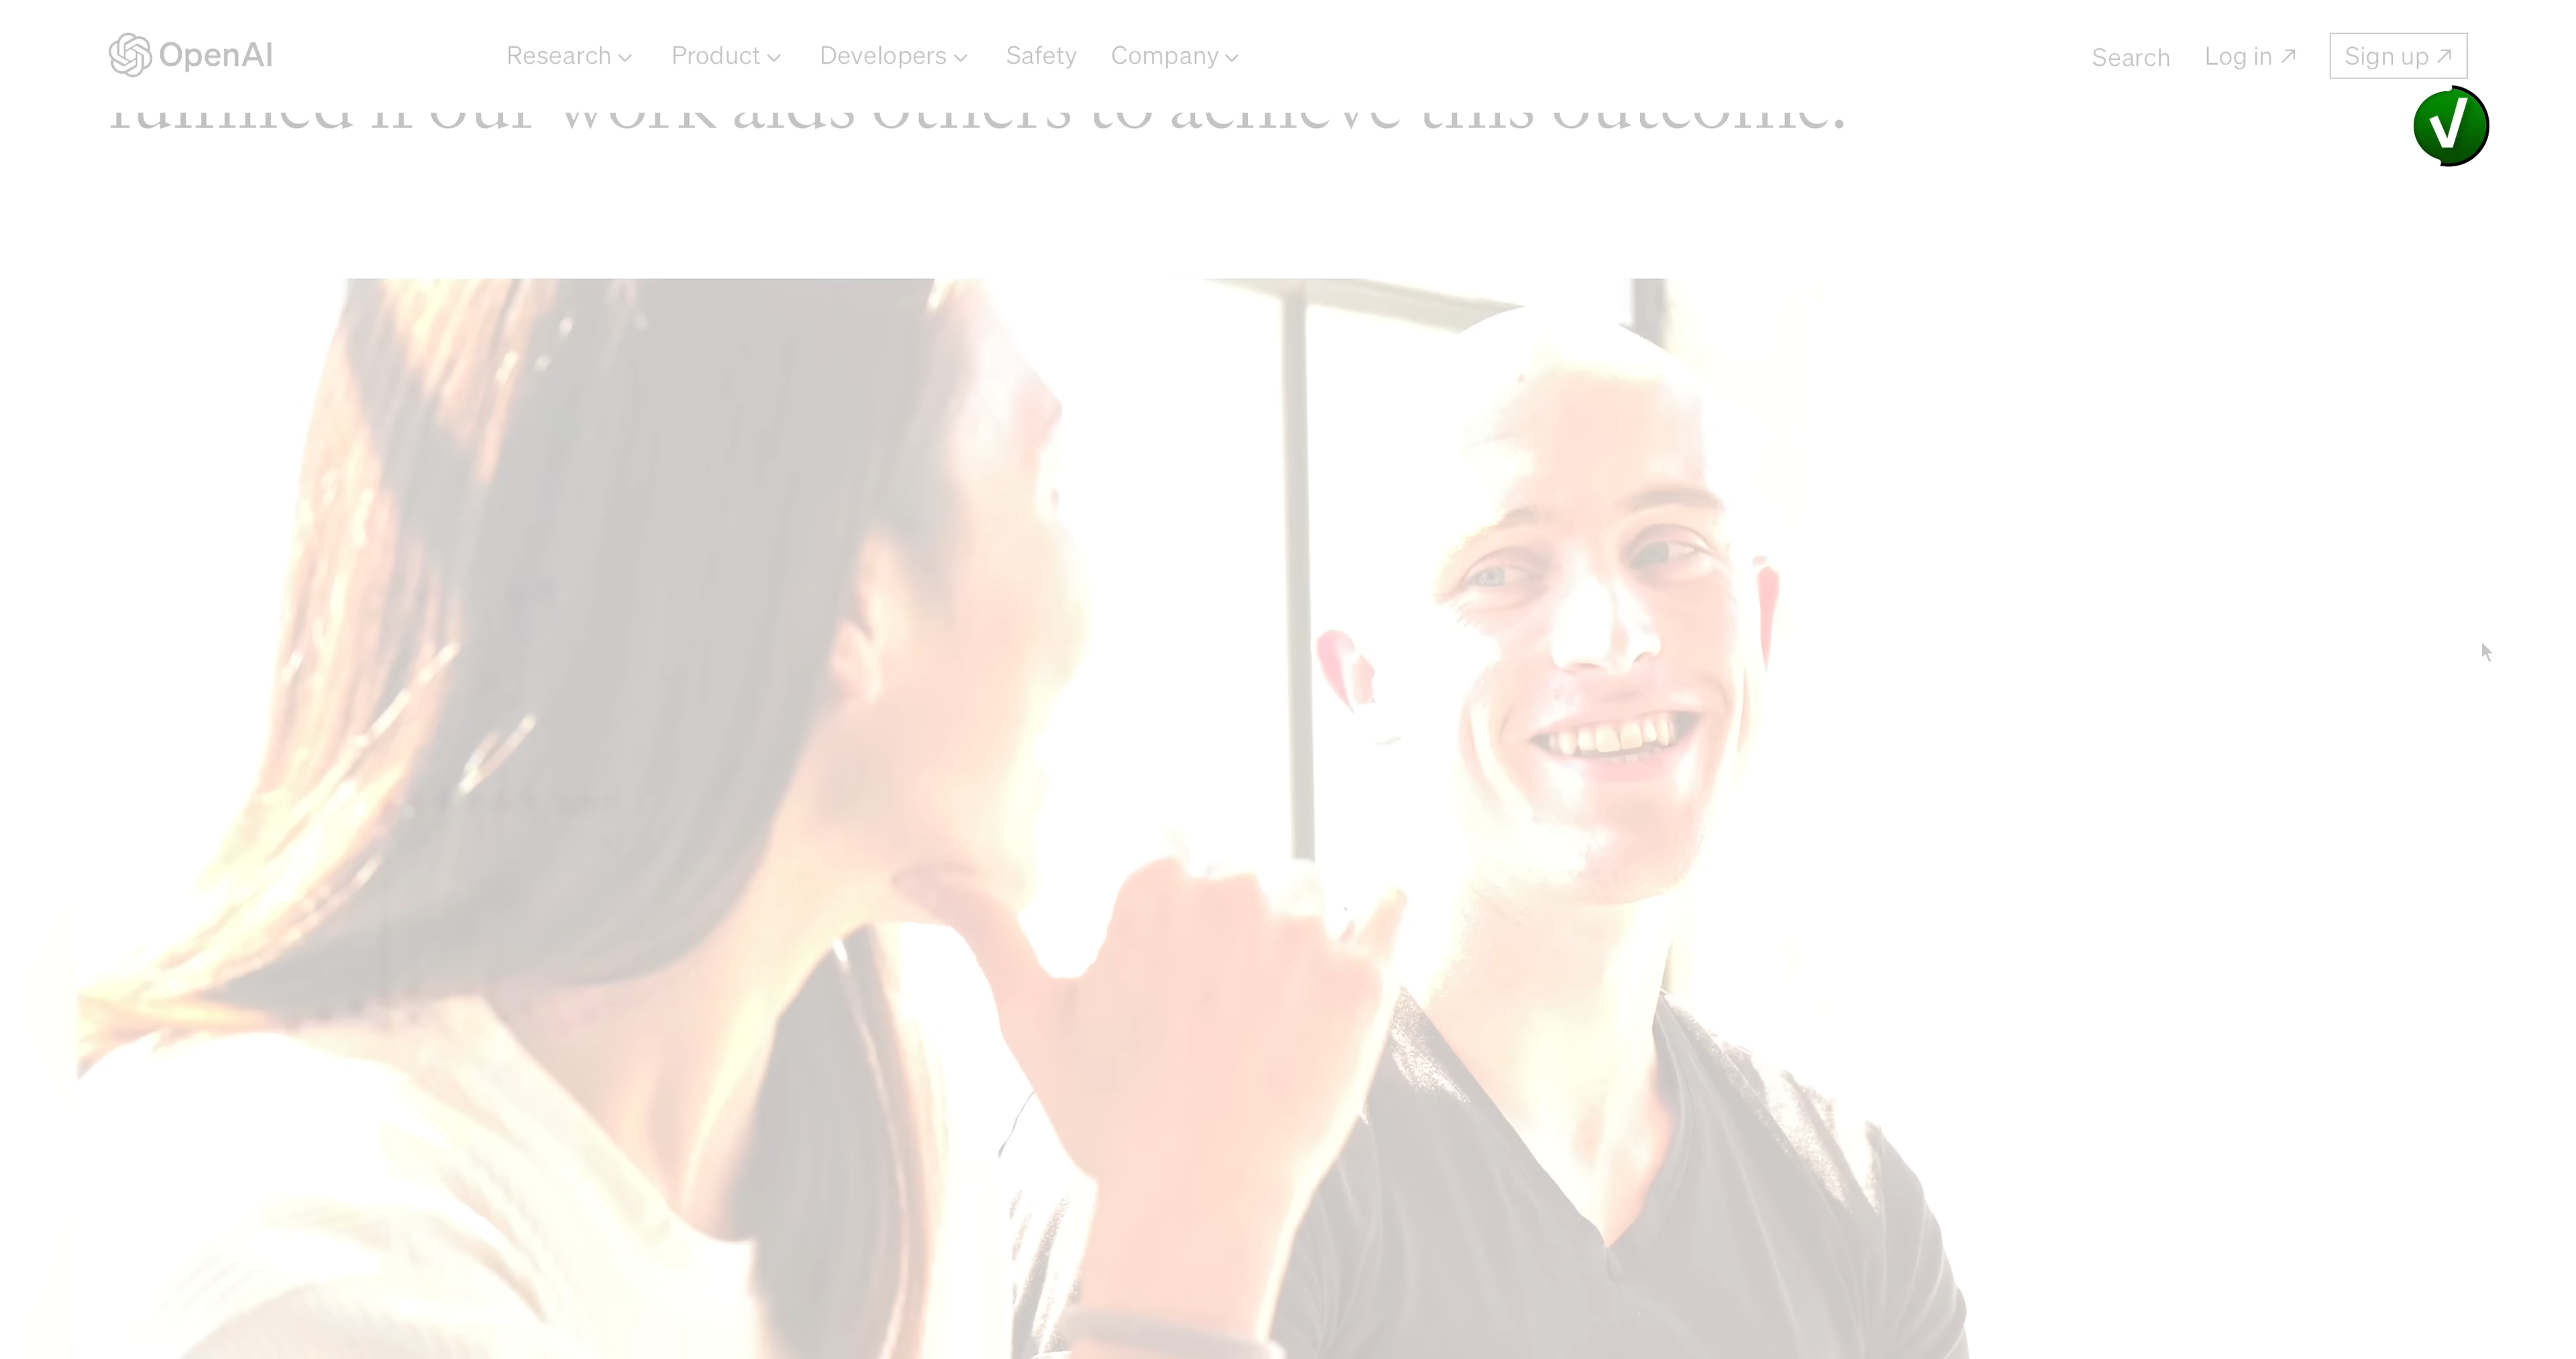 OpenAI Research Product Developers Safety Company Search Log in ↗ Sign up ↗
fulfilled if our work aids others to achieve this outcome.